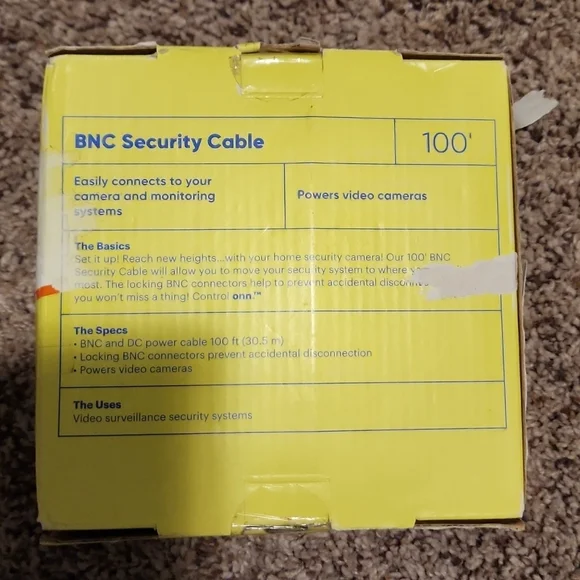 BNC Security Cable
100'
Easily connects to your
camera and monitoring
systems
Powers video cameras
The Basics
Set it up! Reach new heights...with your home security camera! Our 100' BNC
Security Cable will allow you to move your security system to where
most. The locking BNC connectors help to prevent accidental
you won't miss a thing! Control onn.™
The Specs
• BNC and DC power cable 100 ft (30.5 m)
• Locking BNC connectors prevent accidental disconnection
• Powers video cameras
The Uses
Video surveillance security systems